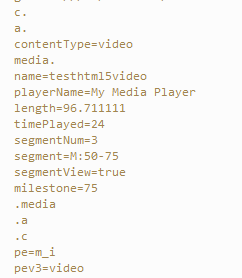 c.
a.
contentType=video
media.
name=testhtml5video
playerName=My Media Player
length=96.711111
timePlayed=24
segmentNum=3
segment=M:50-75
segmentView=true
milestone=75
.media
.a
.c
pe=m_i
pev3=video